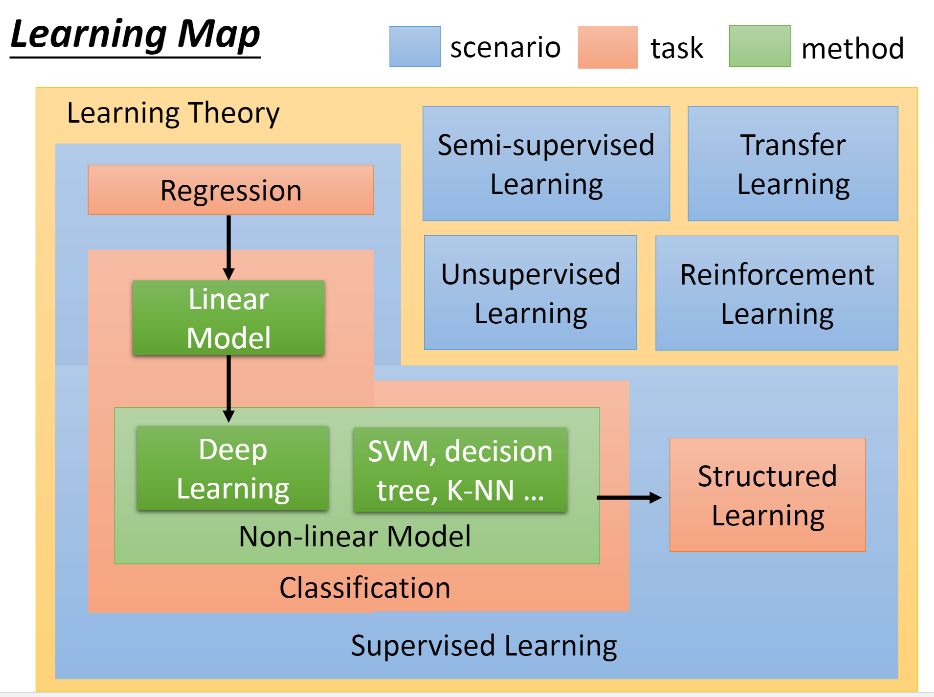 Learning Map
scenario
task
method
Learning Theory
Regression
Linear
Model
Deep
Learning
SVM, decision
tree, K-NN ...
Non-linear Model
Classification
Supervised Learning
Semi-supervised
Learning
Transfer
Learning
Unsupervised
Learning
Reinforcement
Learning
Structured
Learning